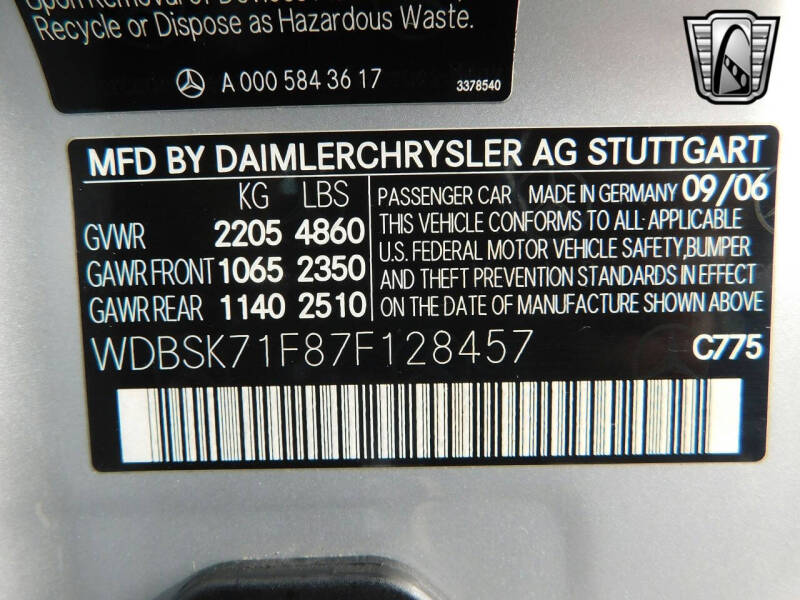 Recycle or Dispose as Hazardous Waste.
A 000 584 36 17
3378540
MFD BY DAIMLERCHRYSLER AG STUTTGART
KG LBS
GVWR 2205 4860
GAWR FRONT 1065 2350
GAWR REAR 1140 2510
PASSENGER CAR MADE IN GERMANY 09/06
THIS VEHICLE CONFORMS TO ALL APPLICABLE
U.S. FEDERAL MOTOR VEHICLE SAFETY,BUMPER
AND THEFT PREVENTION STANDARDS IN EFFECT
ON THE DATE OF MANUFACTURE SHOWN ABOVE
WDBSK71F87F128457
C775